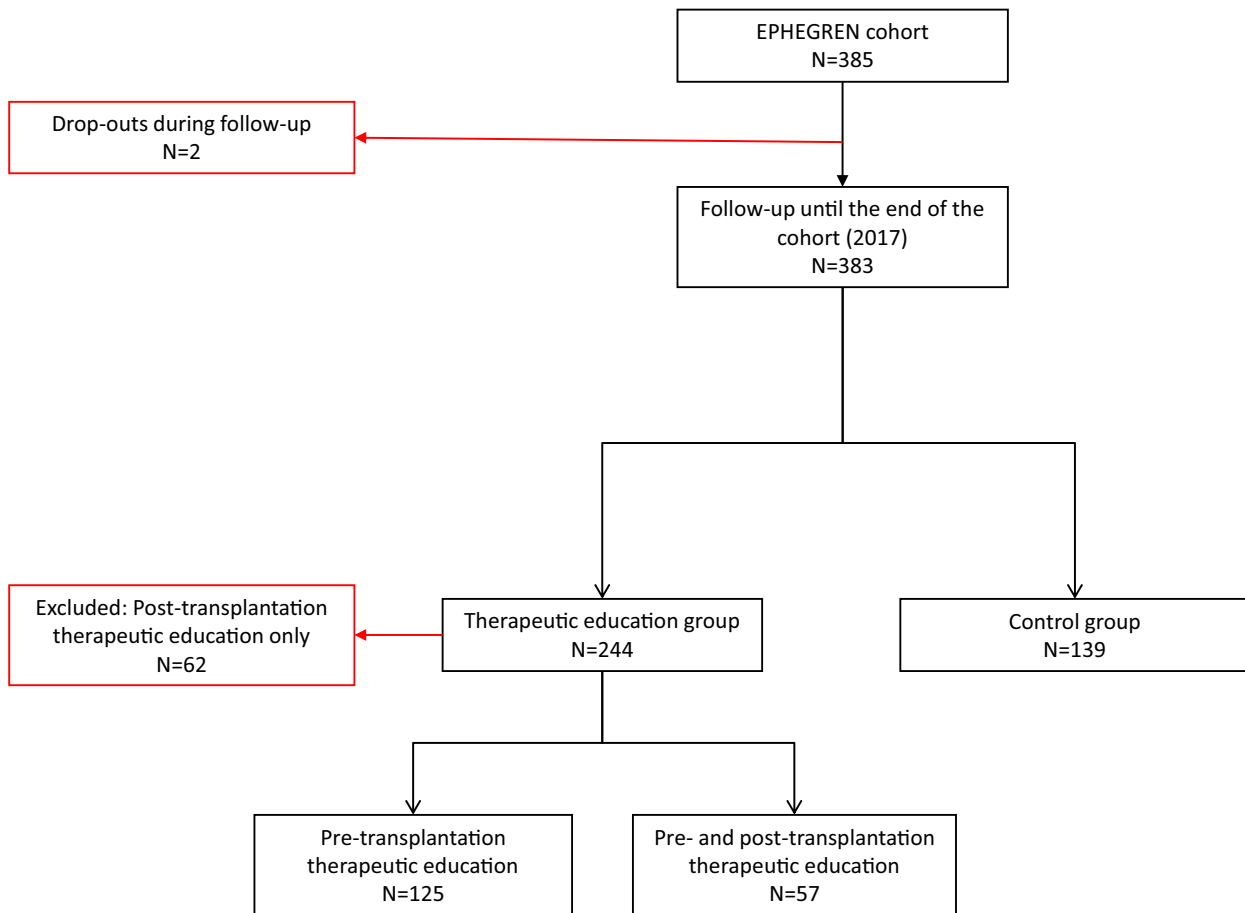 EPHEGREN cohort
N=385
Drop-outs during follow-up
N=2
Follow-up until the end of the
cohort (2017)
N=383
Excluded: Post-transplantation
therapeutic education only
N=62
Therapeutic education group
N=244
Control group
N=139
Pre-transplantation
therapeutic education
N=125
Pre- and post-transplantation
therapeutic education
N=57